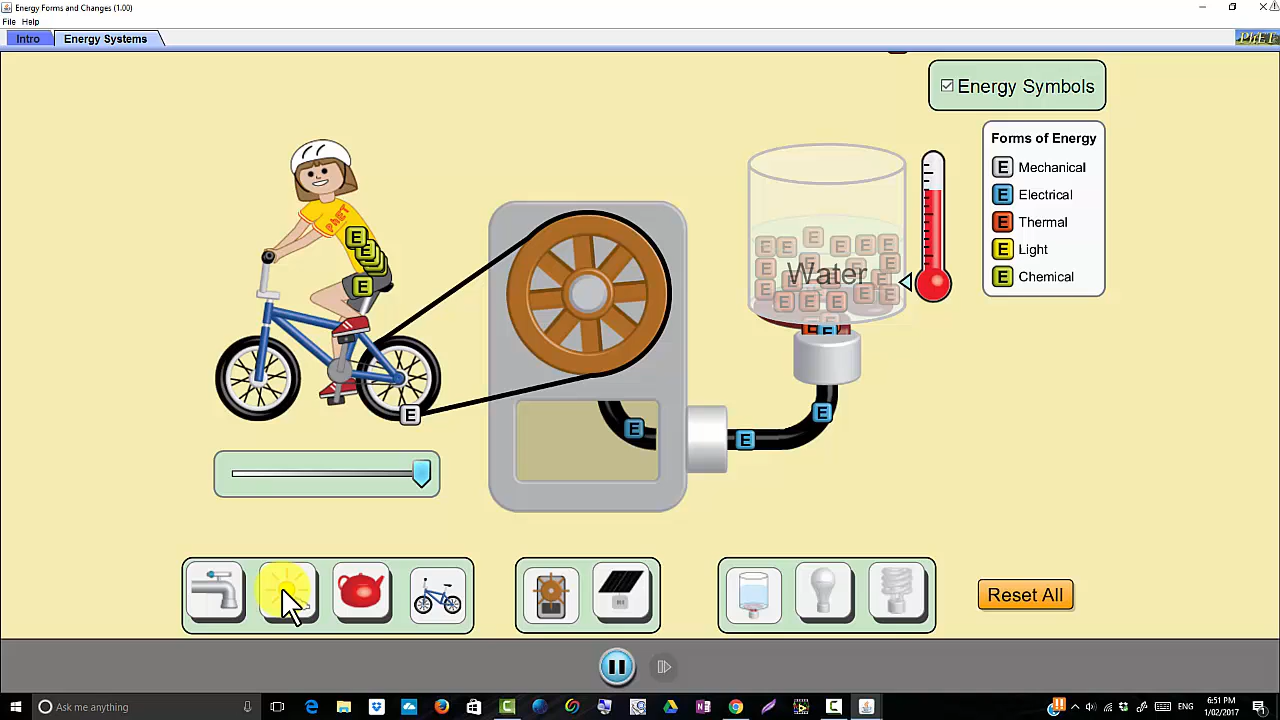 Energy Forms and Changes (1.00)
File Help
Intro
Energy Systems
PhET
Energy Symbols
Forms of Energy
E Mechanical
E Electrical
E Thermal
E Light
E Chemical
PhET
Water
Reset All
Ask me anything
ENG
6:51 PM
1/02/2017